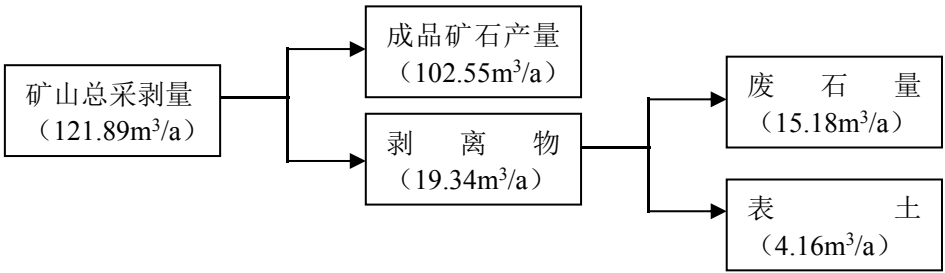 矿山总采剥量
（121.89m³/a）
成品矿石产量
（102.55m³/a）
剥离物
（19.34m³/a）
废石量
（15.18m³/a）
表土
（4.16m³/a）